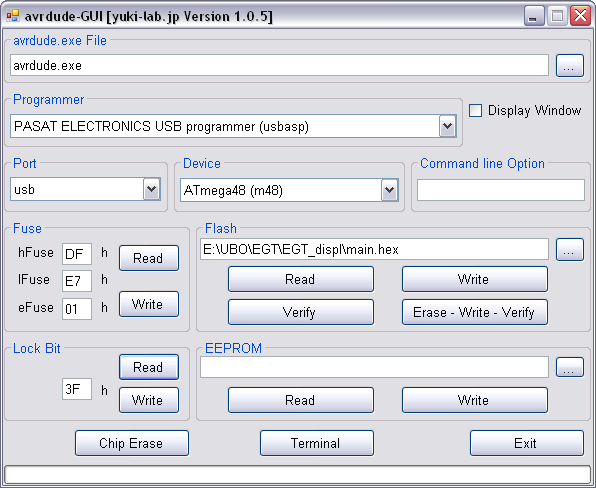 avrdude-GUI [yuki-lab.jp Version 1.0.5]
avrdude.exe File
avrdude.exe
...
Programmer
PASAT ELECTRONICS USB programmer (usbasp)
Display Window
Port
usb
Device
ATmega48 (m48)
Command line Option
Fuse
hFuse DF h
lFuse E7 h
eFuse 01 h
Read
Write
Flash
E:\UBO\EGT\EGT_displ\main.hex
...
Read Write
Verify Erase - Write - Verify
Lock Bit
3F h
Read
Write
EEPROM
...
Read Write
Chip Erase Terminal Exit